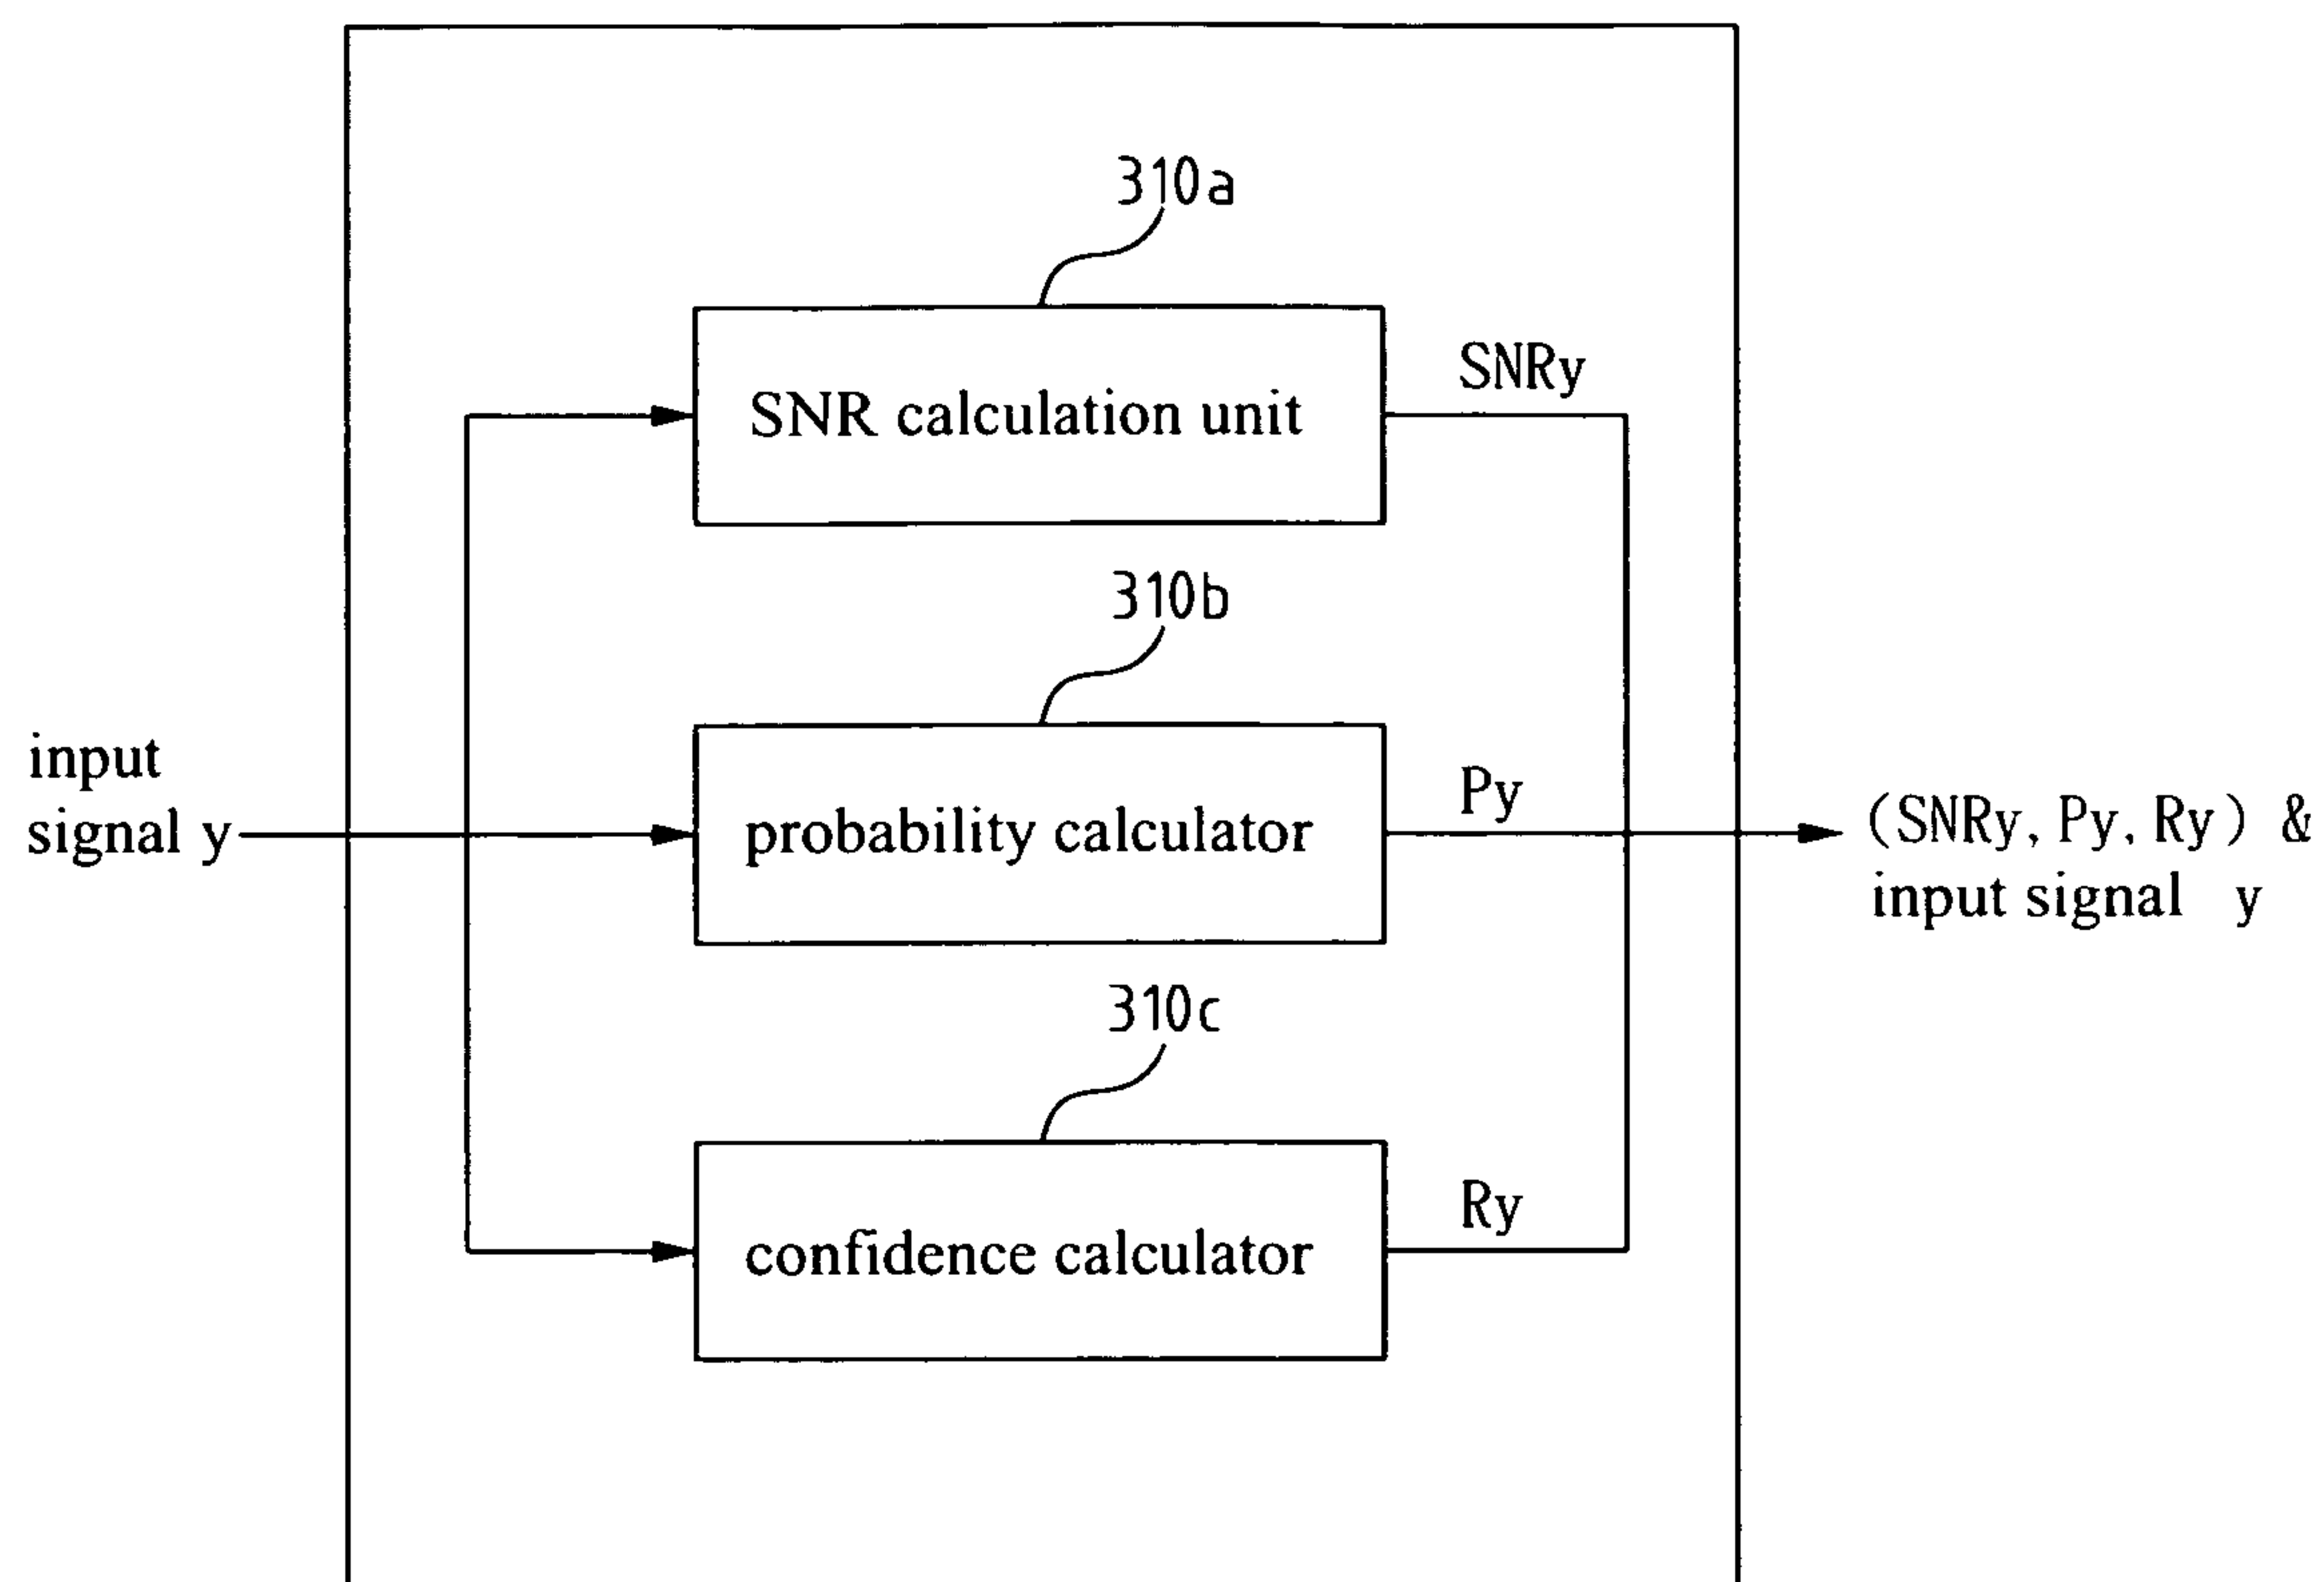 310a
SNR calculation unit
SNRy
310b
input
signal y
probability calculator
Py
(SNRy, Py, Ry) &
input signal y
310c
confidence calculator
Ry